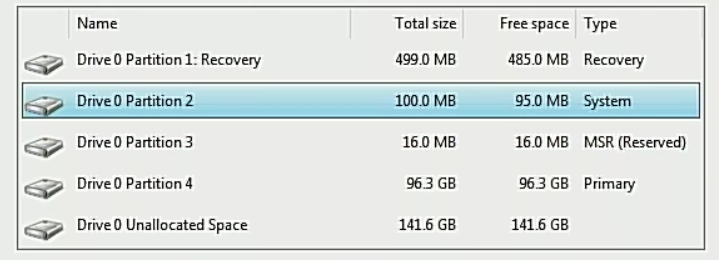 Name Total size Free space Type
Drive 0 Partition 1: Recovery 499.0 MB 485.0 MB Recovery
Drive 0 Partition 2 100.0 MB 95.0 MB System
Drive 0 Partition 3 16.0 MB 16.0 MB MSR (Reserved)
Drive 0 Partition 4 96.3 GB 96.3 GB Primary
Drive 0 Unallocated Space 141.6 GB 141.6 GB